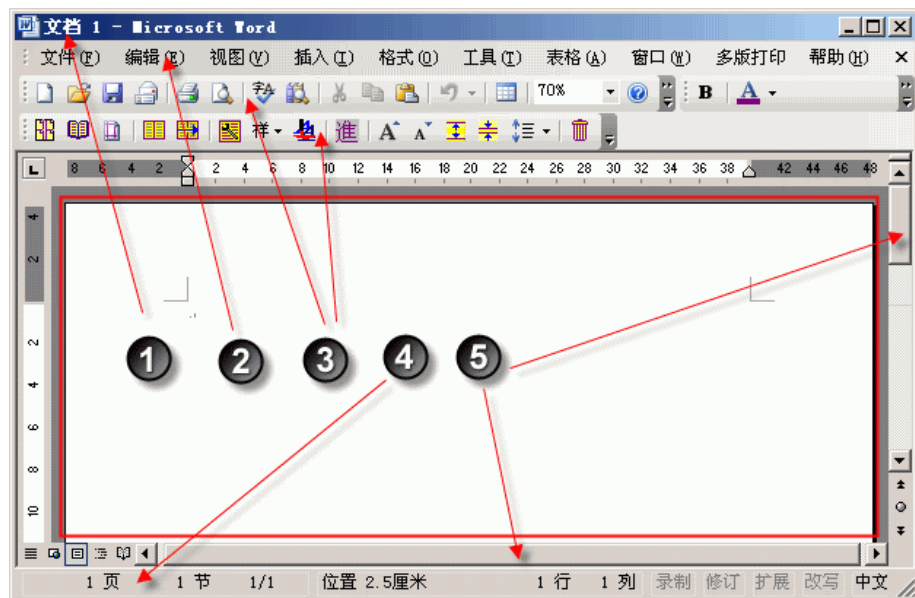 文档 1 - Microsoft Word
文件(F) 编辑(E) 视图(V) 插入(I) 格式(O) 工具(T) 表格(A) 窗口(W) 多版打印 帮助(H) ×
70% B A
样 進 A A
L 8 6 4 2 2 4 6 8 10 12 14 16 18 20 22 24 26 28 30 32 34 36 38 42 44 46 48
4
2
2
4
6
8
10
1 2 3 4 5
1 页 1 节 1/1 位置 2.5厘米 1 行 1 列 录制 修订 扩展 改写 中文